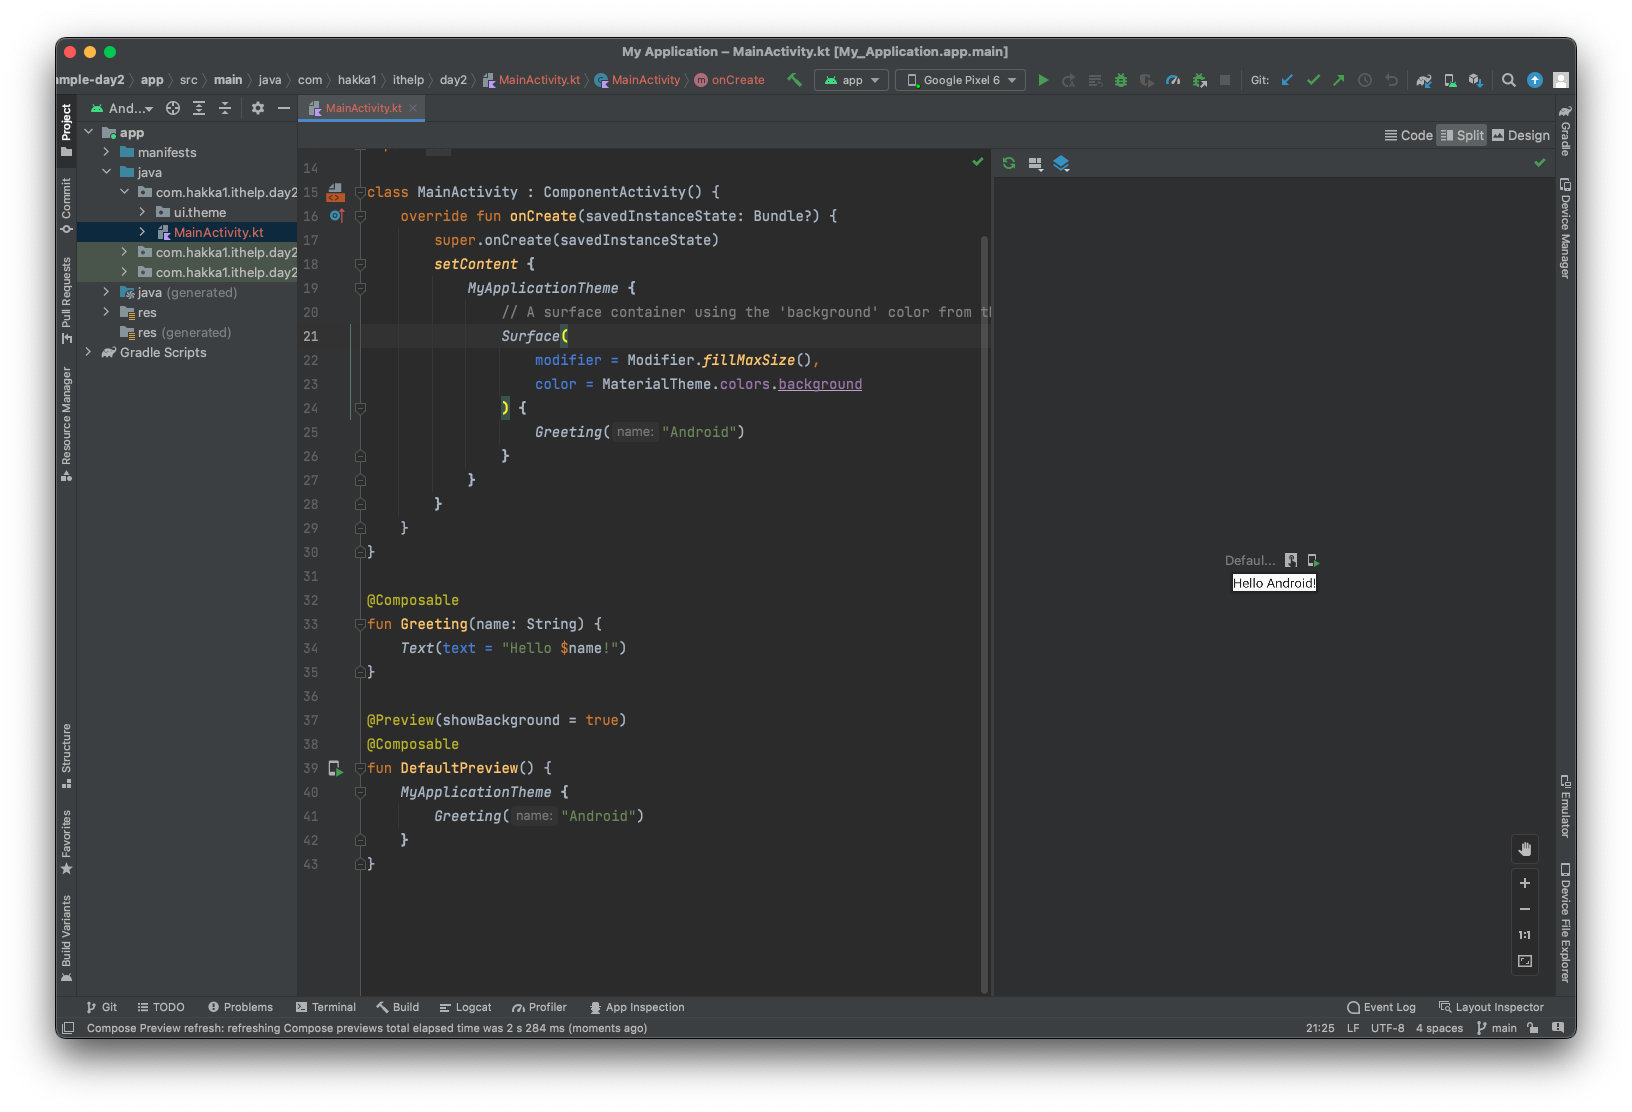 My Application – MainActivity.kt [My_Application.app.main]
mple-day2 〉 app 〉 src 〉 main 〉 java 〉 com 〉 hakka1 〉 ithelp 〉 day2 〉 MainActivity.kt 〉 MainActivity 〉 onCreate
app
Google Pixel 6
Git:
Project
And...
MainActivity.kt
Code
Split
Design
app
manifests
java
com.hakka1.ithelp.day2
ui.theme
MainActivity.kt
com.hakka1.ithelp.day2
com.hakka1.ithelp.day2
java (generated)
res
res (generated)
Gradle Scripts
Commit
Pull Requests
Resource Manager
Structure
Favorites
Build Variants
14
15 class MainActivity : ComponentActivity() {
16 override fun onCreate(savedInstanceState: Bundle?) {
17 super.onCreate(savedInstanceState)
18 setContent {
19 MyApplicationTheme {
20 // A surface container using the 'background' color from th
21 Surface(
22 modifier = Modifier.fillMaxSize(),
23 color = MaterialTheme.colors.background
24 ) {
25 Greeting( name: "Android")
26 }
27 }
28 }
29 }
30 }
31
32 @Composable
33 fun Greeting(name: String) {
34 Text(text = "Hello $name!")
35 }
36
37 @Preview(showBackground = true)
38 @Composable
39 fun DefaultPreview() {
40 MyApplicationTheme {
41 Greeting( name: "Android")
42 }
43 }
Defaul...
Hello Android!
1:1
Gradle
Device Manager
Emulator
Device File Explorer
Git
TODO
Problems
Terminal
Build
Logcat
Profiler
App Inspection
Event Log
Layout Inspector
Compose Preview refresh: refreshing Compose previews total elapsed time was 2 s 284 ms (moments ago)
21:25
LF
UTF-8
4 spaces
main